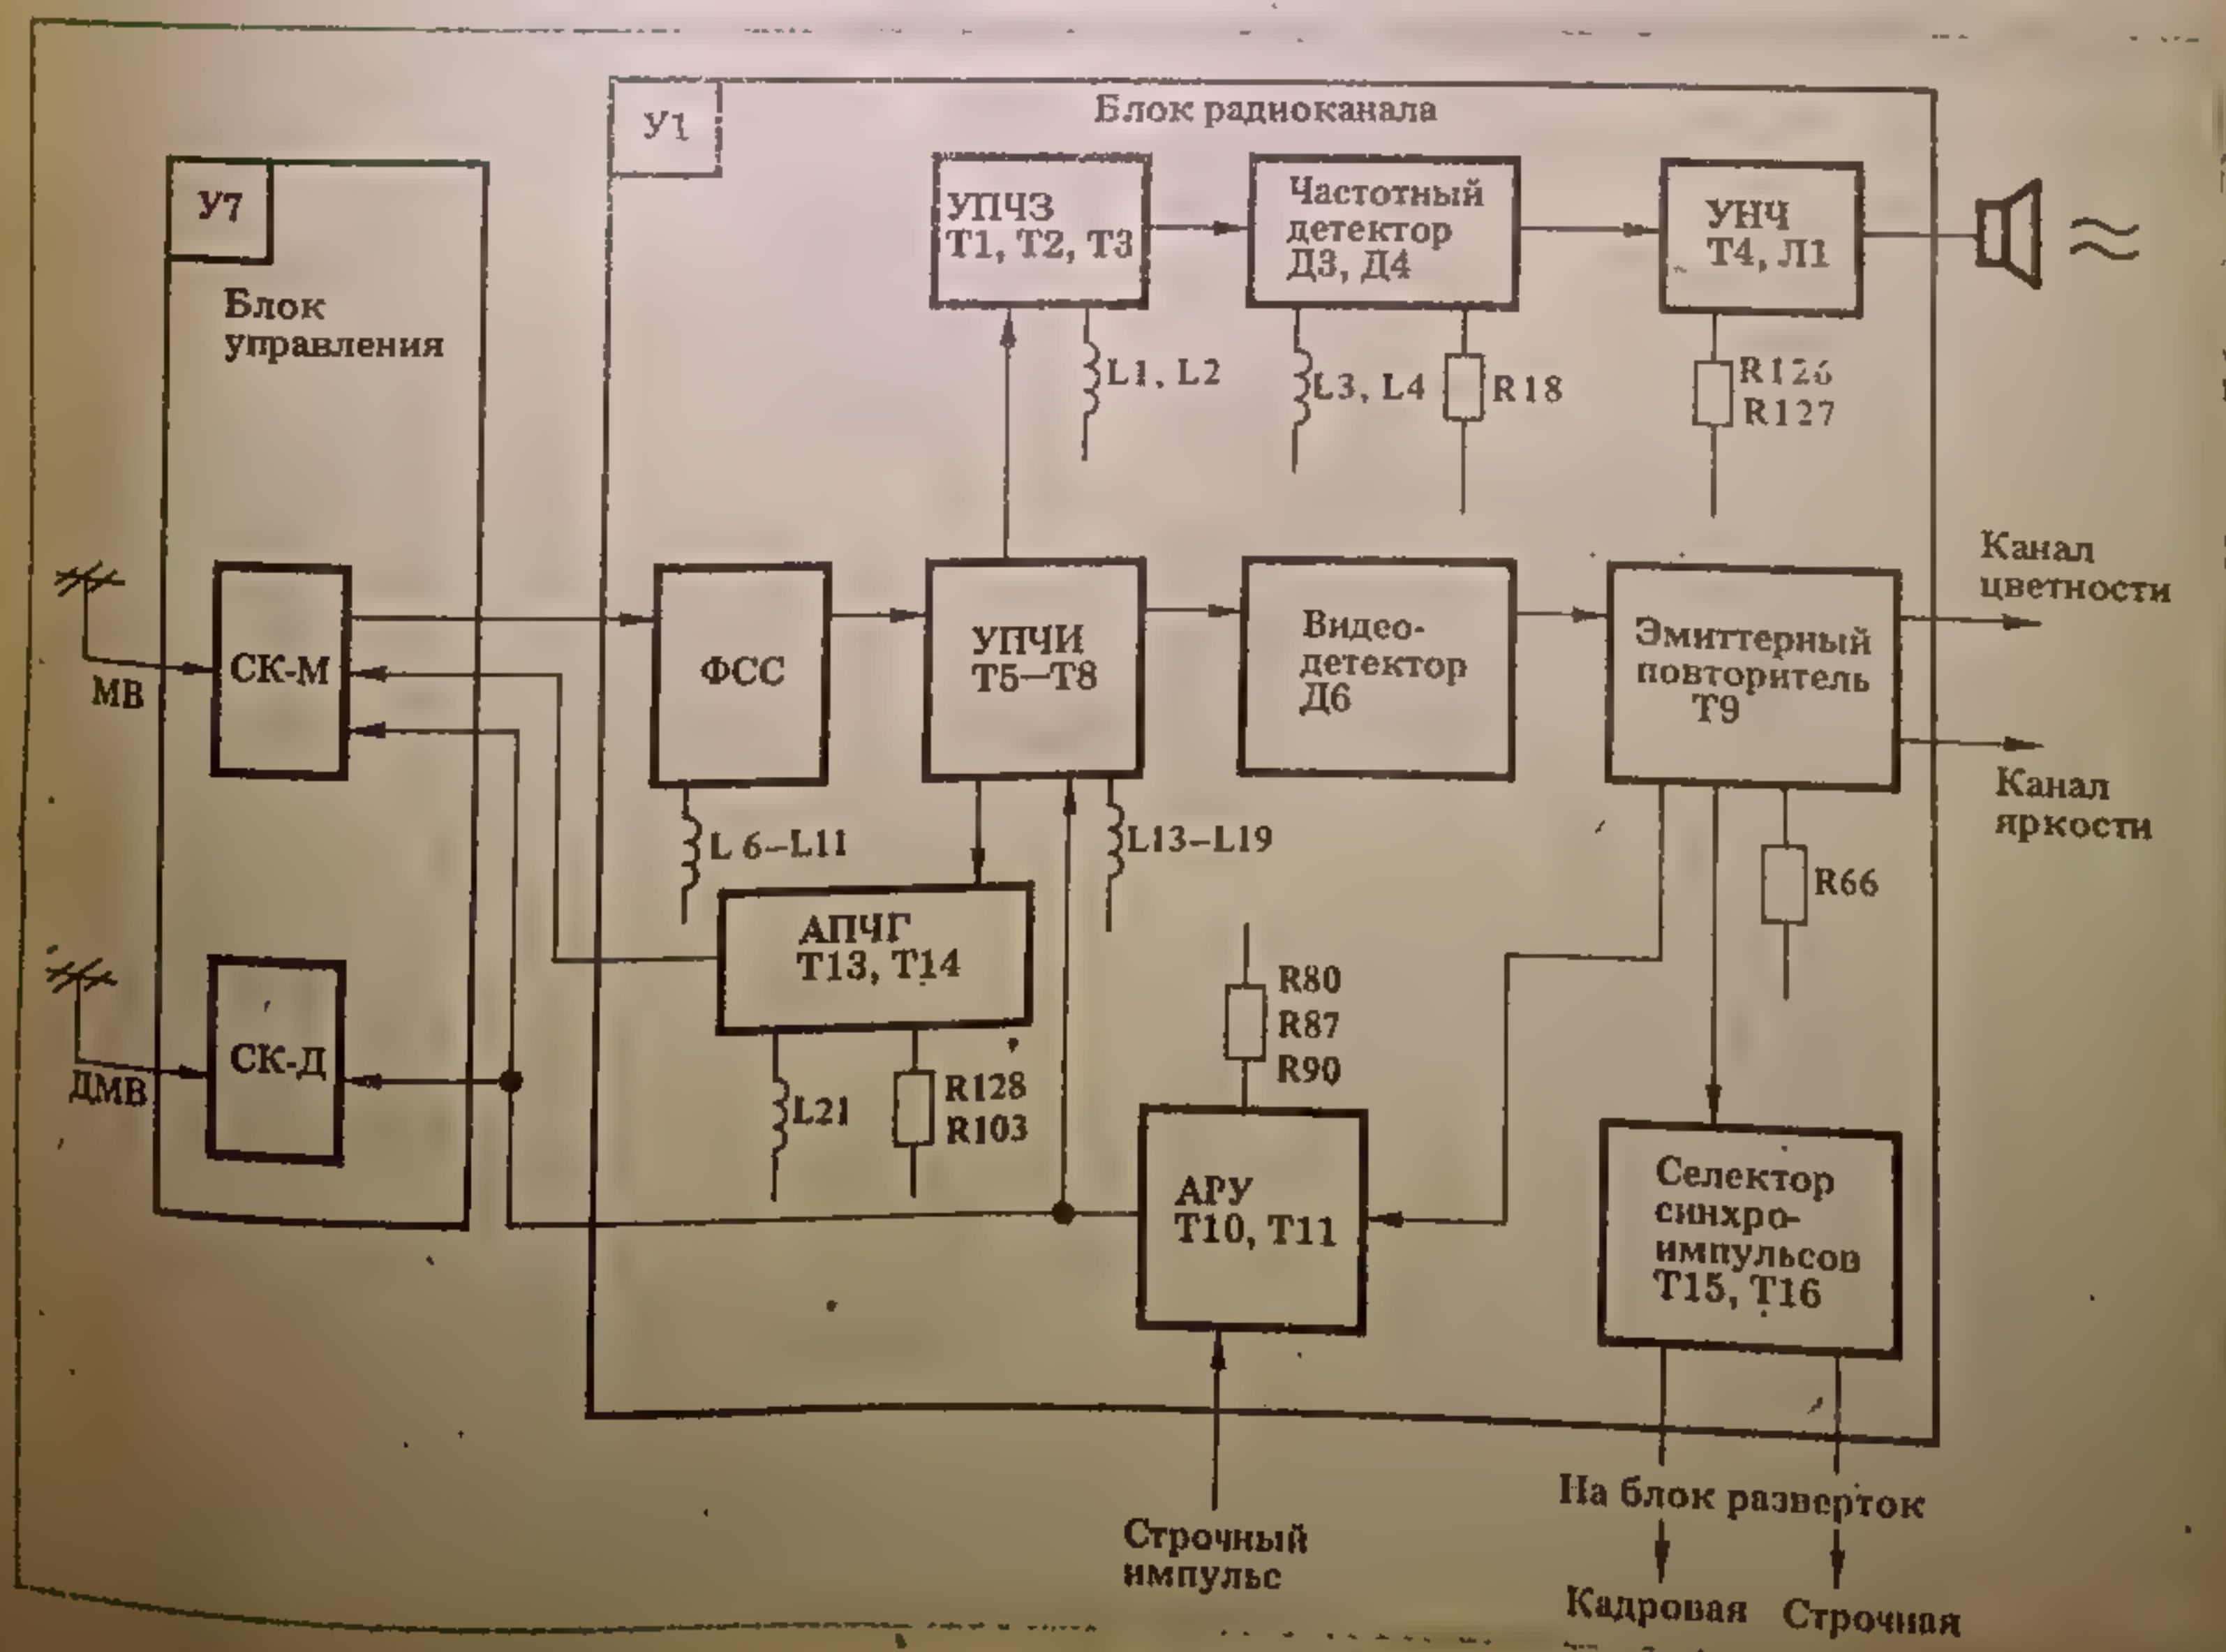 У1
Блок радиоканала
У7
Блок
управления
УПЧЗ
Т1, Т2, Т3
Частотный
детектор
Д3, Д4
УНЧ
Т4, Л1
L1, L2
L3, L4
R18
R126
R127
МВ
СК-М
ФСС
УПЧИ
Т5—Т8
Видео-
детектор
Д6
Эмиттерный
повторитель
Т9
Канал
цветности
Канал
яркости
L 6—L11
L13—L19
R66
АПЧГ
Т13, Т14
R80
R87
R90
ДМВ
СК-Д
L21
R128
R103
АРУ
Т10, Т11
Селектор
синхро-
импульсов
Т15, Т16
Строчный
импульс
На блок разверток
Кадровая
Строчная